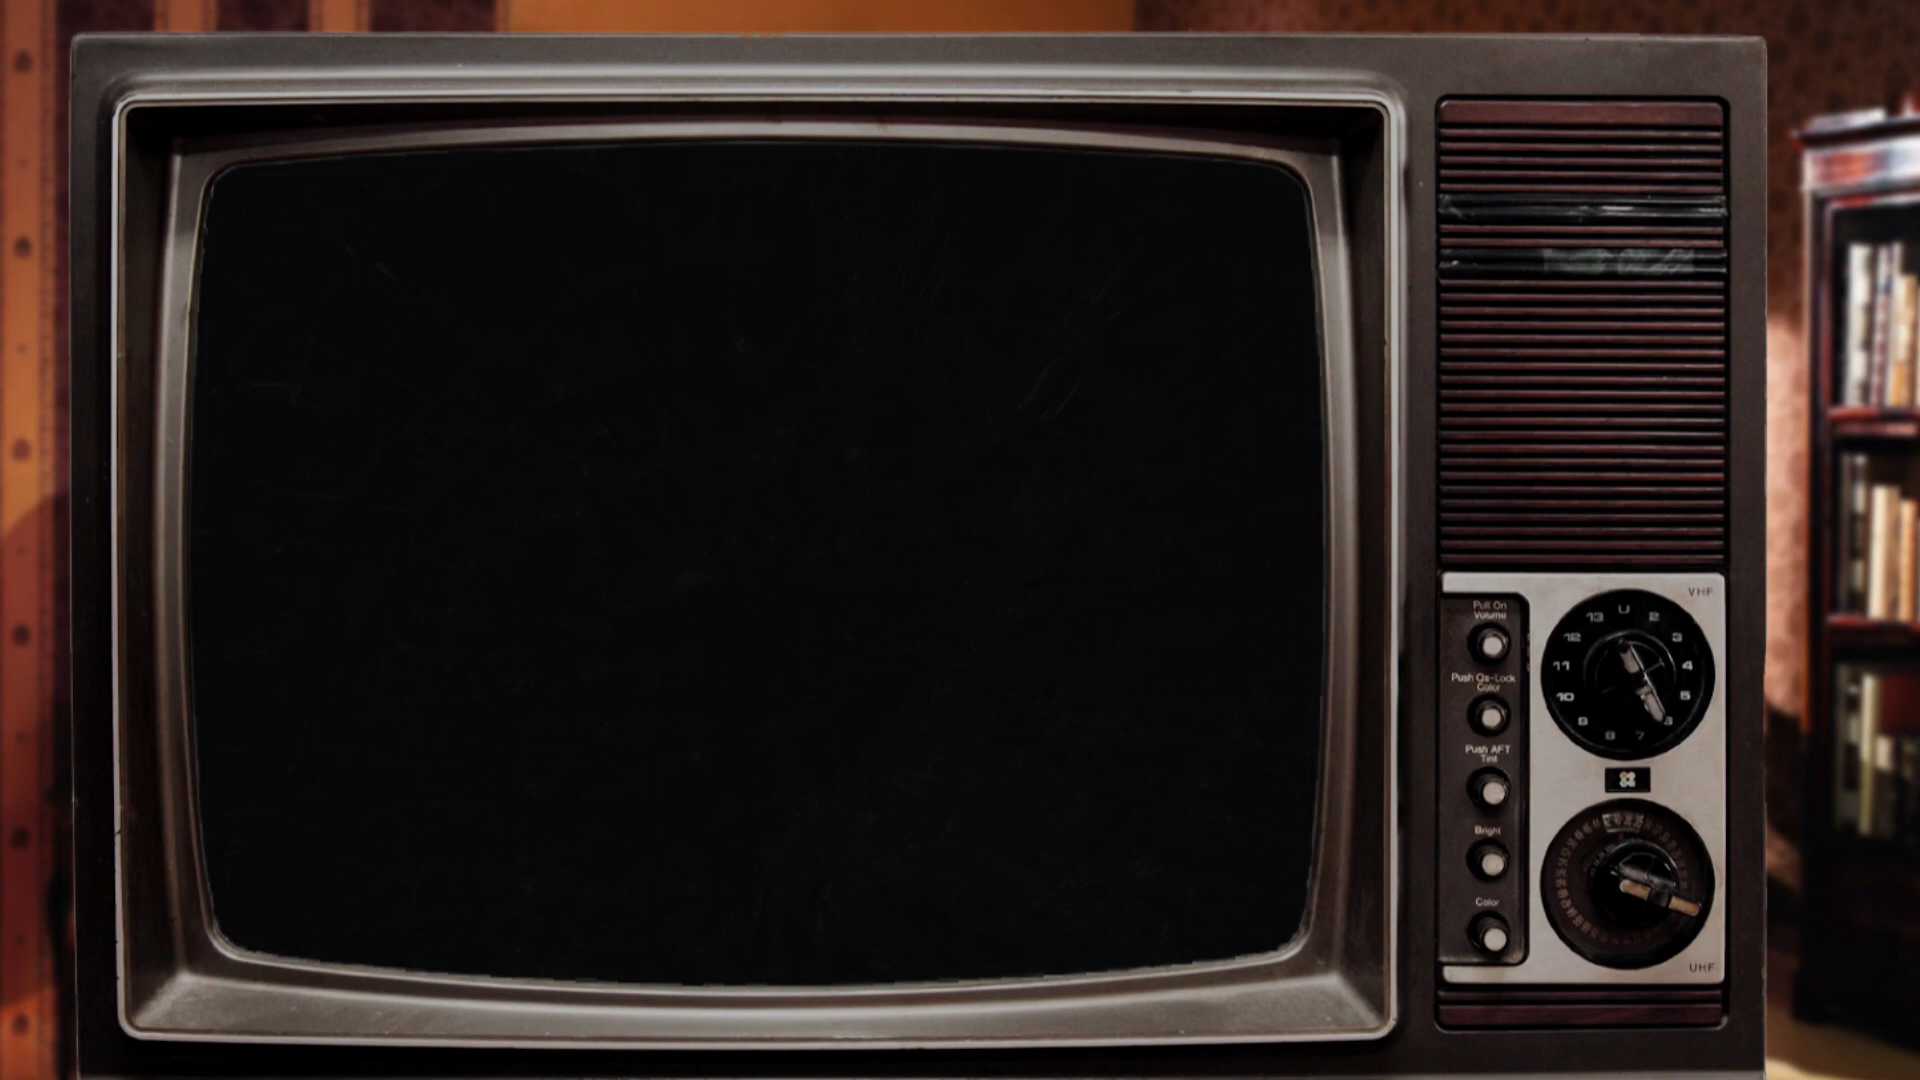 VHF
Pull On
Volume
Push Qs-Lock
Color
Push AFT
Tint
Bright
Color
U
2
3
4
5
6
7
8
9
10
11
12
13
UHF